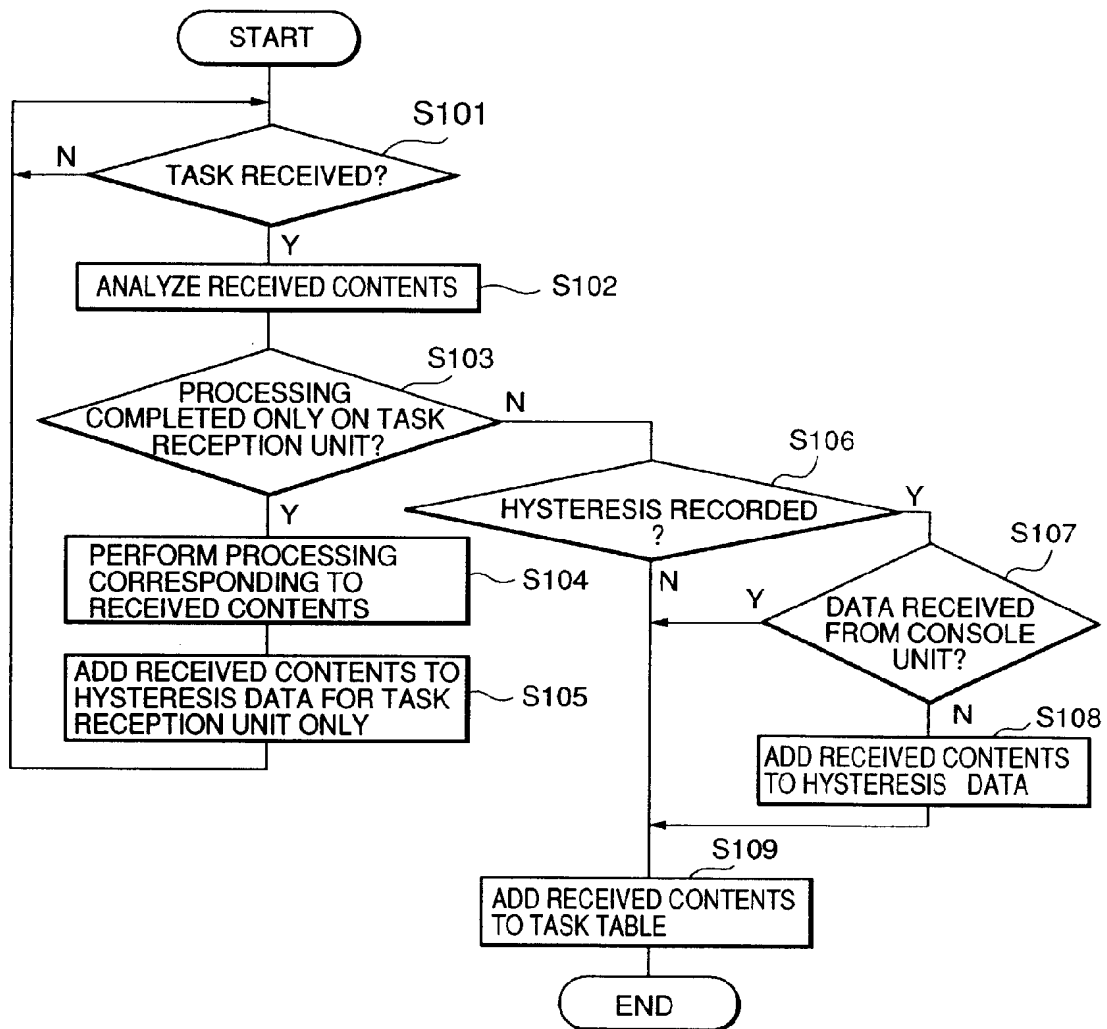 START
S101
N
TASK RECEIVED?
Y
ANALYZE RECEIVED CONTENTS
S102
S103
PROCESSING
COMPLETED ONLY ON TASK
RECEPTION UNIT?
N
Y
S106
HYSTERESIS RECORDED
?
Y
N
PERFORM PROCESSING
CORRESPONDING TO
RECEIVED CONTENTS
S104
S107
DATA RECEIVED
FROM CONSOLE
UNIT?
Y
N
ADD RECEIVED CONTENTS TO
HYSTERESIS DATA FOR TASK
RECEPTION UNIT ONLY
S105
S108
ADD RECEIVED CONTENTS
TO HYSTERESIS DATA
S109
ADD RECEIVED CONTENTS
TO TASK TABLE
END